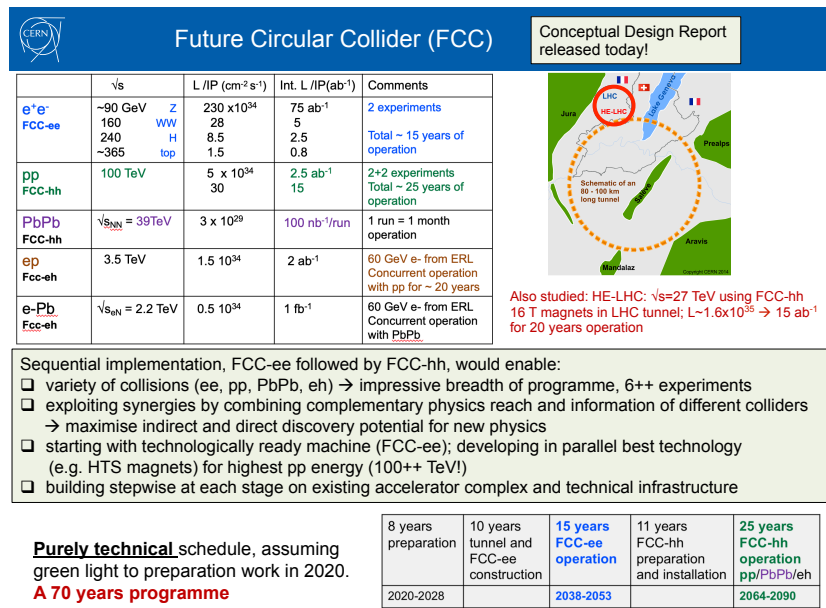 CERN
Future Circular Collider (FCC)
Conceptual Design Report
released today!
√s L /IP (cm-2 s-1) Int. L /IP(ab-1) Comments
e+e-
FCC-ee
~90 GeV Z 230 x1034 75 ab-1 2 experiments
160 WW 28 5
240 H 8.5 2.5 Total ~ 15 years of
~365 top 1.5 0.8 operation
pp
FCC-hh
100 TeV 5 x 1034 2.5 ab-1 2+2 experiments
30 15 Total ~ 25 years of
operation
PbPb
FCC-hh
√sNN = 39TeV 3 x 1029 100 nb-1/run 1 run = 1 month
operation
ep
Fcc-eh
3.5 TeV 1.5 1034 2 ab-1 60 GeV e- from ERL
Concurrent operation
with pp for ~ 20 years
e-Pb
Fcc-eh
√seN = 2.2 TeV 0.5 1034 1 fb-1 60 GeV e- from ERL
Concurrent operation
with PbPb
LHC
HE-LHC
Jura
Lake Geneva
Prealps
Schematic of an
80 - 100 km
long tunnel
Salève
Aravis
Mandalaz
Copyright CERN 2014
Also studied: HE-LHC: √s=27 TeV using FCC-hh
16 T magnets in LHC tunnel; L~1.6x1035 → 15 ab-1
for 20 years operation
Sequential implementation, FCC-ee followed by FCC-hh, would enable:
❑ variety of collisions (ee, pp, PbPb, eh) → impressive breadth of programme, 6++ experiments
❑ exploiting synergies by combining complementary physics reach and information of different colliders
→ maximise indirect and direct discovery potential for new physics
❑ starting with technologically ready machine (FCC-ee); developing in parallel best technology
(e.g. HTS magnets) for highest pp energy (100++ TeV!)
❑ building stepwise at each stage on existing accelerator complex and technical infrastructure
Purely technical schedule, assuming
green light to preparation work in 2020.
A 70 years programme
8 years
preparation
10 years
tunnel and
FCC-ee
construction
15 years
FCC-ee
operation
11 years
FCC-hh
preparation
and installation
25 years
FCC-hh
operation
pp/PbPb/eh
2020-2028 2038-2053 2064-2090